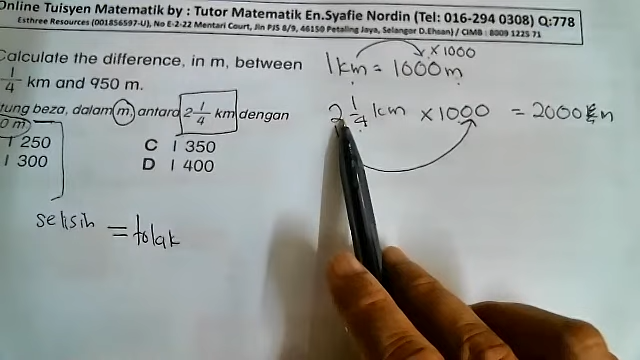 Online Tuisyen Matematik by : Tutor Matematik En.Syafie Nordin (Tel: 016-294 0308) Q:778
Esthree Resources (001856597-U), No E-2-22 Mentari Court, Jln PJS 8/9, 46150 Petaling Jaya, Selangor D.Ehsan) / CIMB : 8009 1225 71
Calculate the difference, in m, between
1/4 km and 950 m.
tung beza, dalam m, antara 2 1/4 km dengan
0 m
1 250
C 1 350
1 300
D 1 400
selisih = tolak
× 1000
1km = 1000m
2 1/4 km × 1000 = 2000